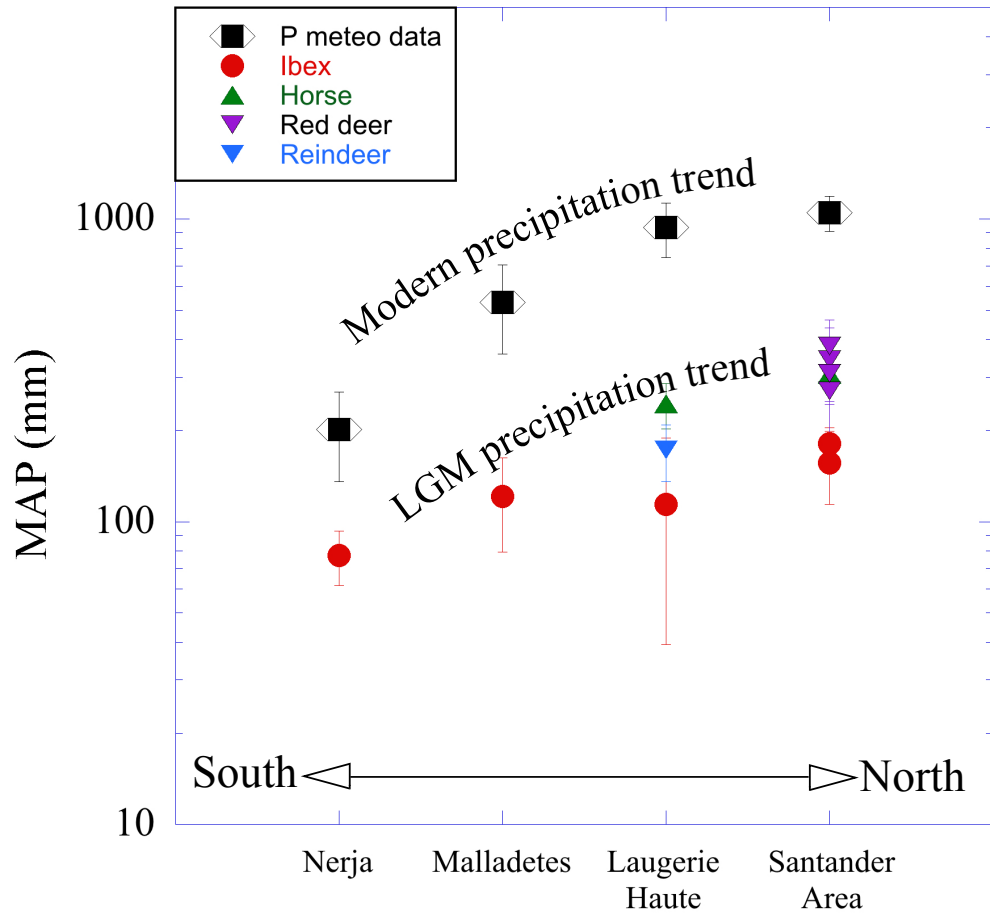 P meteo data
Ibex
Horse
Red deer
Reindeer
Modern precipitation trend
LGM precipitation trend
MAP (mm)
1000
100
10
South
North
Nerja
Malladetes
Laugerie
Haute
Santander
Area